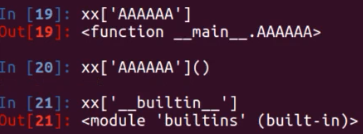 In [19]: xx['AAAAAA']
Out[19]: <function __main__.AAAAAA>
In [20]: xx['AAAAAA']()
In [21]: xx['__builtin__']
Out[21]: <module 'builtins' (built-in)>